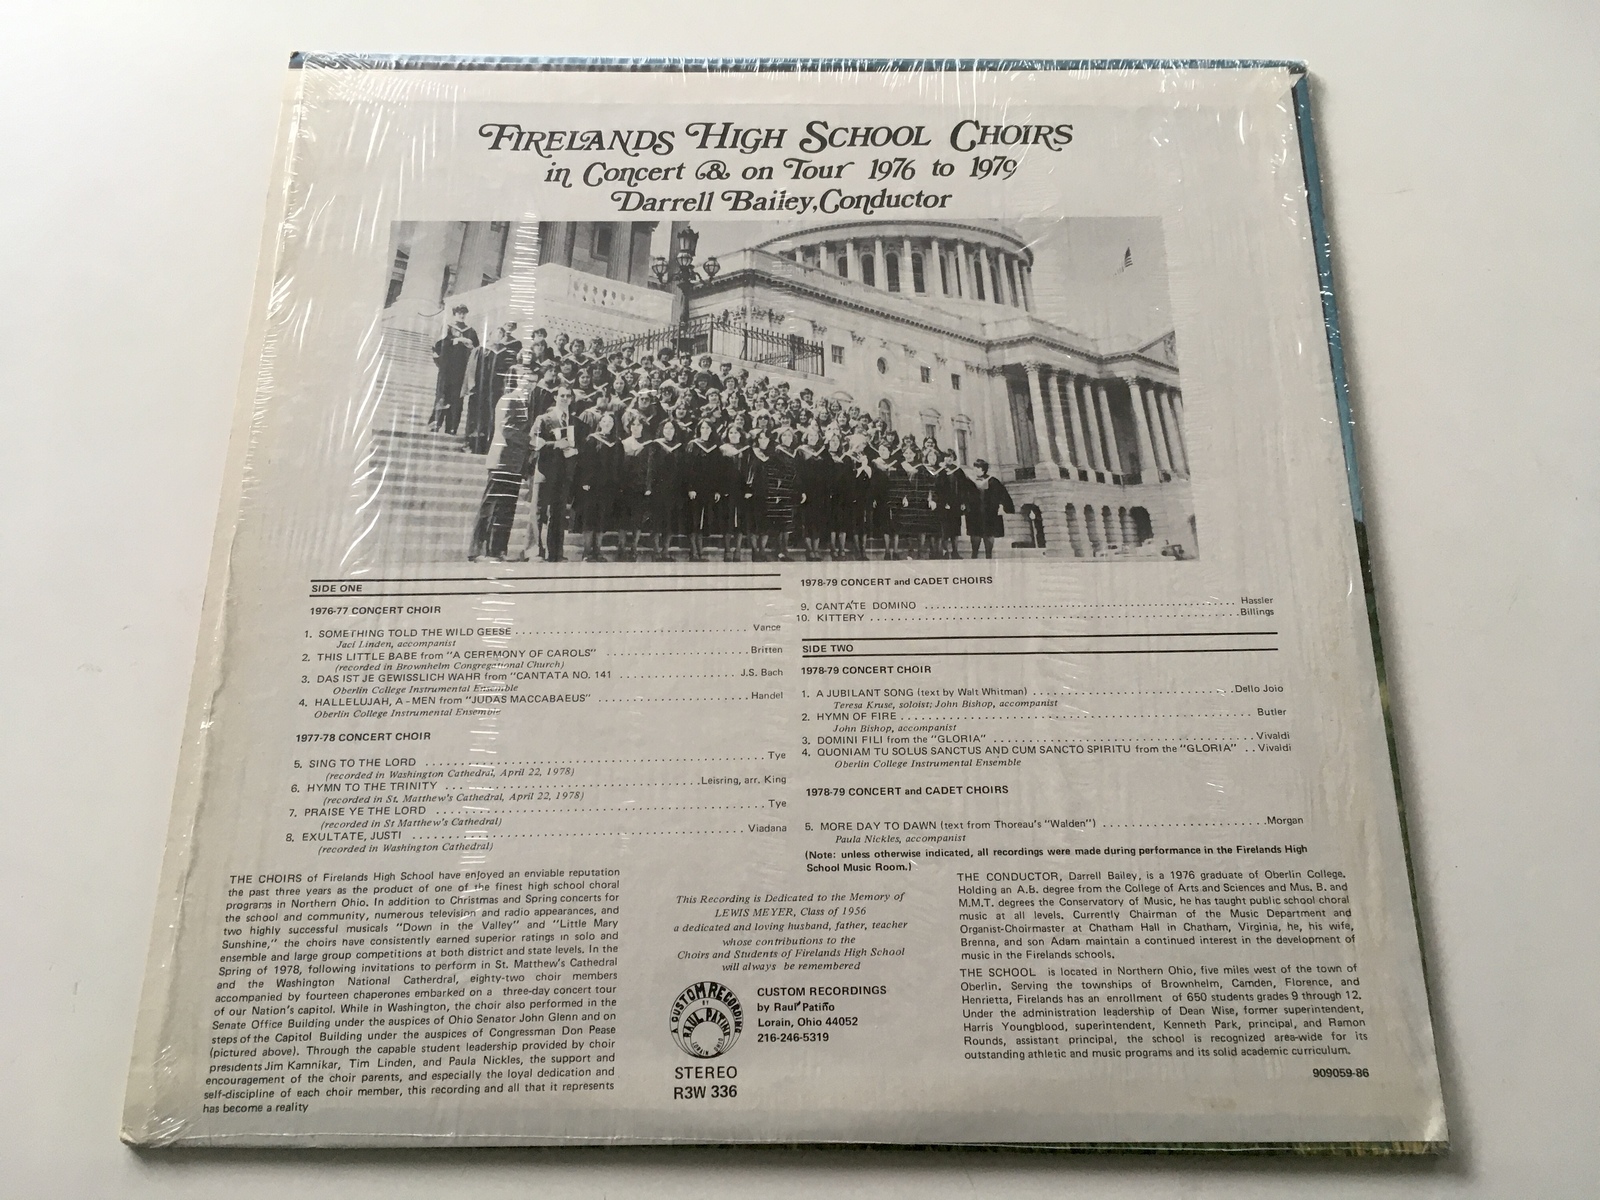 FIRELANDS HIGH SCHOOL CHOIRS
in Concert & on Tour 1976 to 1979
Darrell Bailey, Conductor
SIDE ONE
1976-77 CONCERT CHOIR
1. SOMETHING TOLD THE WILD GEESE . . . . . . . . . . Vance
Jaci Linden, accompanist
2. THIS LITTLE BABE from "A CEREMONY OF CAROLS" . . . . . . . . . . Britten
(recorded in Brownhelm Congregational Church)
3. DAS IST JE GEWISSLICH WAHR from "CANTATA NO. 141 . . . . . . . . . . J.S. Bach
Oberlin College Instrumental Ensemble
4. HALLELUJAH, A-MEN from "JUDAS MACCABAEUS" . . . . . . . . . . Handel
Oberlin College Instrumental Ensemble
1977-78 CONCERT CHOIR
5. SING TO THE LORD . . . . . . . . . . Tye
(recorded in Washington Cathedral, April 22, 1978)
6. HYMN TO THE TRINITY . . . . . . . . . . Leisring, arr. King
(recorded in St. Matthew's Cathedral, April 22, 1978)
7. PRAISE YE THE LORD . . . . . . . . . . Tye
(recorded in St Matthew's Cathedral)
8. EXULTATE, JUSTI . . . . . . . . . . Viadana
(recorded in Washington Cathedral)
1978-79 CONCERT and CADET CHOIRS
9. CANTATE DOMINO . . . . . . . . . . Hassler
10. KITTERY . . . . . . . . . . Billings
SIDE TWO
1978-79 CONCERT CHOIR
1. A JUBILANT SONG (text by Walt Whitman) . . . . . . . . . . Dello Joio
Teresa Kruse, soloist; John Bishop, accompanist
2. HYMN OF FIRE . . . . . . . . . . Butler
John Bishop, accompanist
3. DOMINI FILI from the "GLORIA" . . . . . . . . . . Vivaldi
4. QUONIAM TU SOLUS SANCTUS AND CUM SANCTO SPIRITU from the "GLORIA" . . Vivaldi
Oberlin College Instrumental Ensemble
1978-79 CONCERT and CADET CHOIRS
5. MORE DAY TO DAWN (text from Thoreau's "Walden") . . . . . . . . . . Morgan
Paula Nickles, accompanist
(Note: unless otherwise indicated, all recordings were made during performance in the Firelands High
School Music Room.)
THE CHOIRS of Firelands High School have enjoyed an enviable reputation
the past three years as the product of one of the finest high school choral
programs in Northern Ohio. In addition to Christmas and Spring concerts for
the school and community, numerous television and radio appearances, and
two highly successful musicals "Down in the Valley" and "Little Mary
Sunshine," the choirs have consistently earned superior ratings in solo and
ensemble and large group competitions at both district and state levels. In the
Spring of 1978, following invitations to perform in St. Matthew's Cathedral
and the Washington National Catherdral, eighty-two choir members
accompanied by fourteen chaperones embarked on a three-day concert tour
of our Nation's capitol. While in Washington, the choir also performed in the
Senate Office Building under the auspices of Ohio Senator John Glenn and on
steps of the Capitol Building under the auspices of Congressman Don Pease
(pictured above). Through the capable student leadership provided by choir
presidents Jim Kamnikar, Tim Linden, and Paula Nickles, the support and
encouragement of the choir parents, and especially the loyal dedication and
self-discipline of each choir member, this recording and all that it represents
has become a reality
This Recording is Dedicated to the Memory of
LEWIS MEYER, Class of 1956
a dedicated and loving husband, father, teacher
whose contributions to the
Choirs and Students of Firelands High School
will always be remembered
A CUSTOM RECORDING
BY
RAUL PATIÑO
LORAIN, OHIO
CUSTOM RECORDINGS
by Raul Patiño
Lorain, Ohio 44052
216-246-5319
STEREO
R3W 336
THE CONDUCTOR, Darrell Bailey, is a 1976 graduate of Oberlin College.
Holding an A.B. degree from the College of Arts and Sciences and Mus. B. and
M.M.T. degrees the Conservatory of Music, he has taught public school choral
music at all levels. Currently Chairman of the Music Department and
Organist-Choirmaster at Chatham Hall in Chatham, Virginia, he, his wife,
Brenna, and son Adam maintain a continued interest in the development of
music in the Firelands schools.
THE SCHOOL is located in Northern Ohio, five miles west of the town of
Oberlin. Serving the townships of Brownhelm, Camden, Florence, and
Henrietta, Firelands has an enrollment of 650 students grades 9 through 12.
Under the administration leadership of Dean Wise, former superintendent,
Harris Youngblood, superintendent, Kenneth Park, principal, and Ramon
Rounds, assistant principal, the school is recognized area-wide for its
outstanding athletic and music programs and its solid academic curriculum.
909059-86